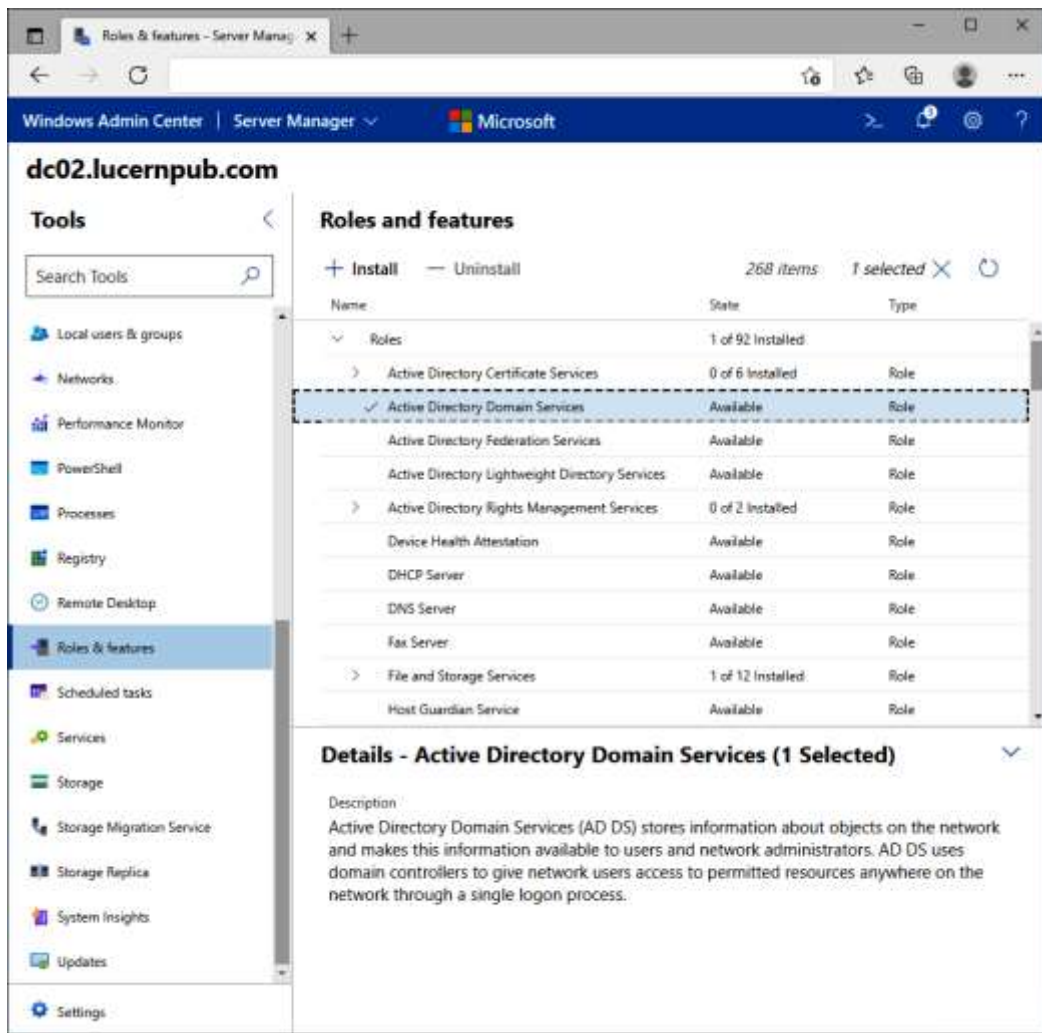 Roles & features - Server Manag
Windows Admin Center | Server Manager Microsoft
dc02.lucernpub.com
Tools
Search Tools
Local users & groups
Networks
Performance Monitor
PowerShell
Processes
Registry
Remote Desktop
Roles & features
Scheduled tasks
Services
Storage
Storage Migration Service
Storage Replica
System Insights
Updates
Settings
Roles and features
Install Uninstall 268 items 1 selected
Name State Type
Roles 1 of 92 Installed
Active Directory Certificate Services 0 of 6 Installed Role
Active Directory Domain Services Available Role
Active Directory Federation Services Available Role
Active Directory Lightweight Directory Services Available Role
Active Directory Rights Management Services 0 of 2 Installed Role
Device Health Attestation Available Role
DHCP Server Available Role
DNS Server Available Role
Fax Server Available Role
File and Storage Services 1 of 12 Installed Role
Host Guardian Service Available Role
Details - Active Directory Domain Services (1 Selected)
Description
Active Directory Domain Services (AD DS) stores information about objects on the network
and makes this information available to users and network administrators. AD DS uses
domain controllers to give network users access to permitted resources anywhere on the
network through a single logon process.